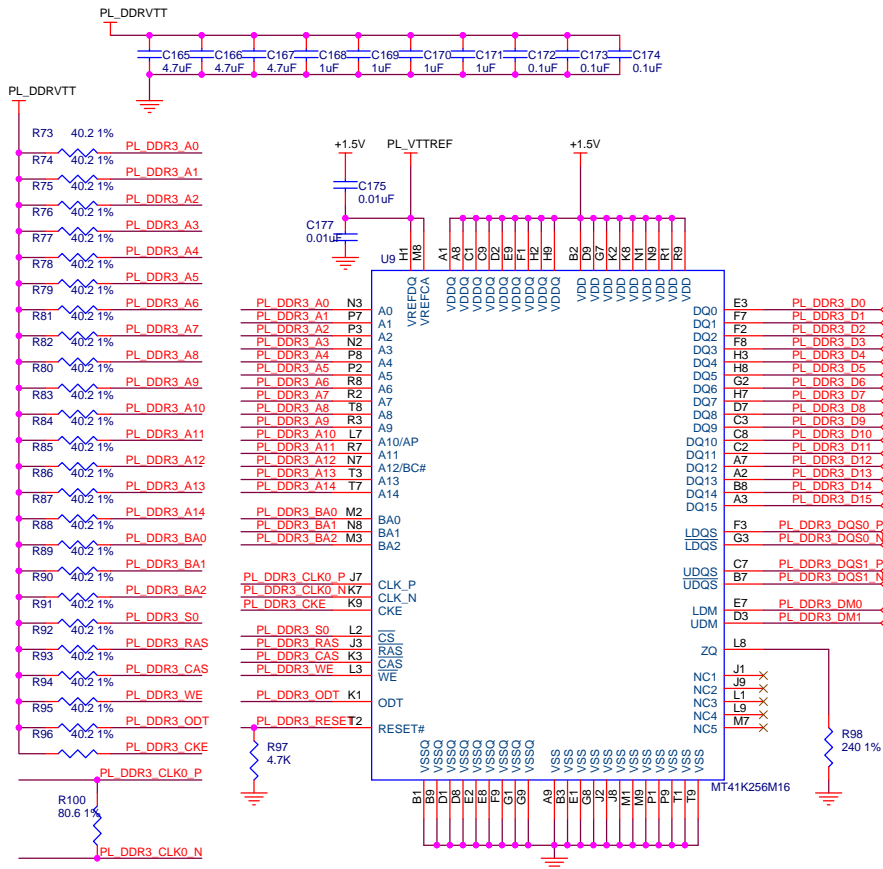 PL_DDRVTT
C165 C166 C167 C168 C169 C170 C171 C172 C173 C174
4.7uF 4.7uF 4.7uF 1uF 1uF 1uF 1uF 0.1uF 0.1uF 0.1uF
PL_DDRVTT
R73 40.2 1%
PL_DDR3_A0
R74 40.2 1%
PL_DDR3_A1
R75 40.2 1%
PL_DDR3_A2
R76 40.2 1%
PL_DDR3_A3
R77 40.2 1%
PL_DDR3_A4
R78 40.2 1%
PL_DDR3_A5
R79 40.2 1%
PL_DDR3_A6
R81 40.2 1%
PL_DDR3_A7
R82 40.2 1%
PL_DDR3_A8
R80 40.2 1%
PL_DDR3_A9
R83 40.2 1%
PL_DDR3_A10
R84 40.2 1%
PL_DDR3_A11
R85 40.2 1%
PL_DDR3_A12
R86 40.2 1%
PL_DDR3_A13
R87 40.2 1%
PL_DDR3_A14
R88 40.2 1%
PL_DDR3_BA0
R89 40.2 1%
PL_DDR3_BA1
R90 40.2 1%
PL_DDR3_BA2
R91 40.2 1%
PL_DDR3_S0
R92 40.2 1%
PL_DDR3_RAS
R93 40.2 1%
PL_DDR3_CAS
R94 40.2 1%
PL_DDR3_WE
R95 40.2 1%
PL_DDR3_ODT
R96 40.2 1%
PL_DDR3_CKE
PL_DDR3_CLK0_P
R100
80.6 1%
PL_DDR3_CLK0_N
+1.5V PL_VTTREF +1.5V
C175
0.01uF
C177
0.01uF
U9
H1 M8 A1 A8 C1 C9 D2 E9 F1 H2 H9 B2 D9 G7 K2 K8 N1 N9 R1 R9
VREFDQ VREFCA VDDQ VDDQ VDDQ VDDQ VDDQ VDDQ VDDQ VDDQ VDDQ VDD VDD VDD VDD VDD VDD VDD VDD VDD
PL_DDR3_A0 N3 A0
PL_DDR3_A1 P7 A1
PL_DDR3_A2 P3 A2
PL_DDR3_A3 N2 A3
PL_DDR3_A4 P8 A4
PL_DDR3_A5 P2 A5
PL_DDR3_A6 R8 A6
PL_DDR3_A7 R2 A7
PL_DDR3_A8 T8 A8
PL_DDR3_A9 R3 A9
PL_DDR3_A10 L7 A10/AP
PL_DDR3_A11 R7 A11
PL_DDR3_A12 N7 A12/BC#
PL_DDR3_A13 T3 A13
PL_DDR3_A14 T7 A14
PL_DDR3_BA0 M2 BA0
PL_DDR3_BA1 N8 BA1
PL_DDR3_BA2 M3 BA2
PL_DDR3_CLK0_P J7 CLK_P
PL_DDR3_CLK0_N K7 CLK_N
PL_DDR3_CKE K9 CKE
PL_DDR3_S0 L2 CS
PL_DDR3_RAS J3 RAS
PL_DDR3_CAS K3 CAS
PL_DDR3_WE L3 WE
PL_DDR3_ODT K1 ODT
PL_DDR3_RESET T2 RESET#
R97
4.7K
DQ0 E3 PL_DDR3_D0
DQ1 F7 PL_DDR3_D1
DQ2 F2 PL_DDR3_D2
DQ3 F8 PL_DDR3_D3
DQ4 H3 PL_DDR3_D4
DQ5 H8 PL_DDR3_D5
DQ6 G2 PL_DDR3_D6
DQ7 H7 PL_DDR3_D7
DQ8 D7 PL_DDR3_D8
DQ9 C3 PL_DDR3_D9
DQ10 C8 PL_DDR3_D10
DQ11 C2 PL_DDR3_D11
DQ12 A7 PL_DDR3_D12
DQ13 A2 PL_DDR3_D13
DQ14 B8 PL_DDR3_D14
DQ15 A3 PL_DDR3_D15
LDQS F3 PL_DDR3_DQS0_P
LDQS G3 PL_DDR3_DQS0_N
UDQS C7 PL_DDR3_DQS1_P
UDQS B7 PL_DDR3_DQS1_N
LDM E7 PL_DDR3_DM0
UDM D3 PL_DDR3_DM1
ZQ L8
NC1 J1
NC2 J9
NC3 L1
NC4 L9
NC5 M7
R98
240 1%
VSSQ VSSQ VSSQ VSSQ VSSQ VSSQ VSSQ VSSQ VSSQ VSS VSS VSS VSS VSS VSS VSS VSS VSS VSS VSS VSS
MT41K256M16
B1 B9 D1 D8 E2 E8 F9 G1 G9 A9 B3 E1 G8 J2 J8 M1 M9 P1 P9 T1 T9